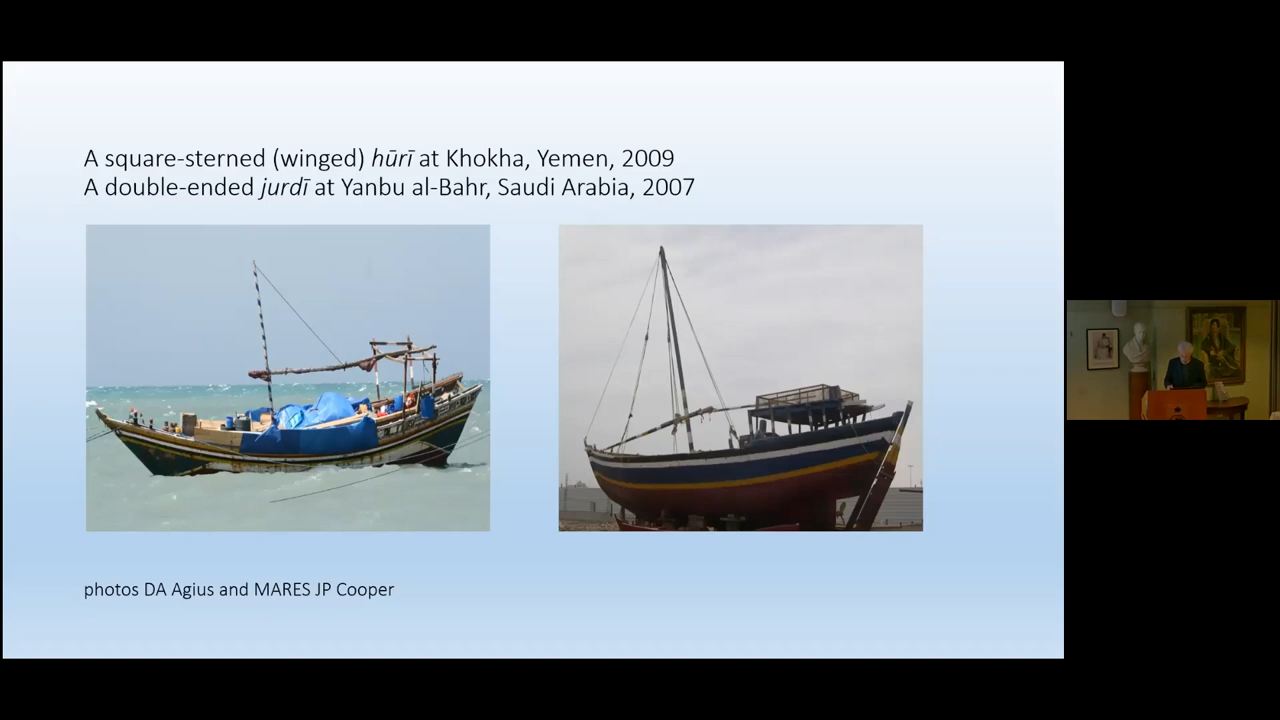 A square-sterned (winged) hūrī at Khokha, Yemen, 2009
A double-ended jurdī at Yanbu al-Bahr, Saudi Arabia, 2007
photos DA Agius and MARES JP Cooper